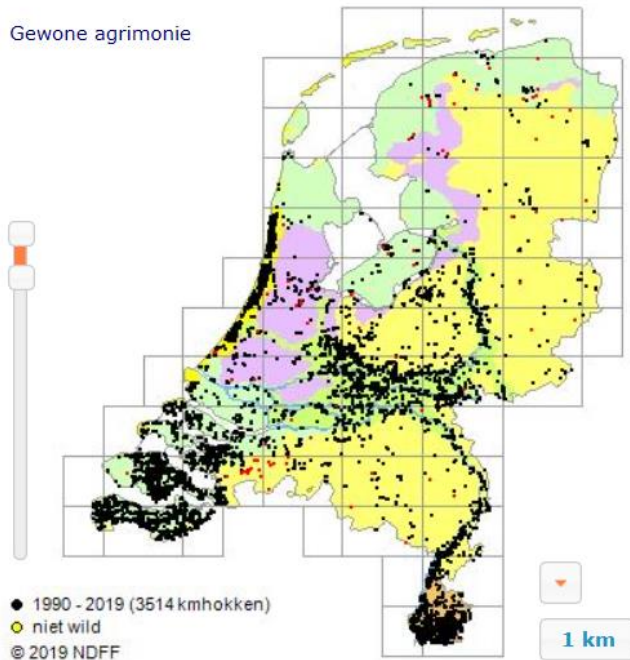 Gewone agrimonie
1990 - 2019 (3514 kmhokken)
niet wild
© 2019 NDFF
1 km